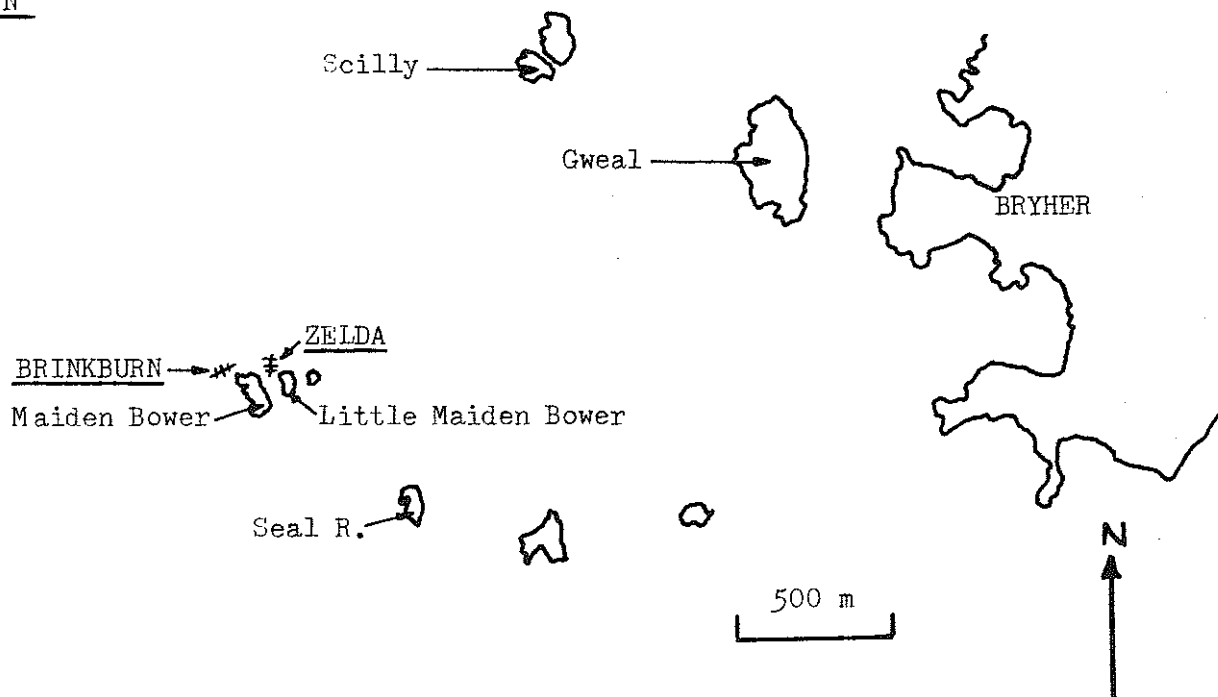 N
Scilly
Gweal
BRYHER
ZELDA
BRINKBURN
Maiden Bower
Little Maiden Bower
Seal R.
N
500 m